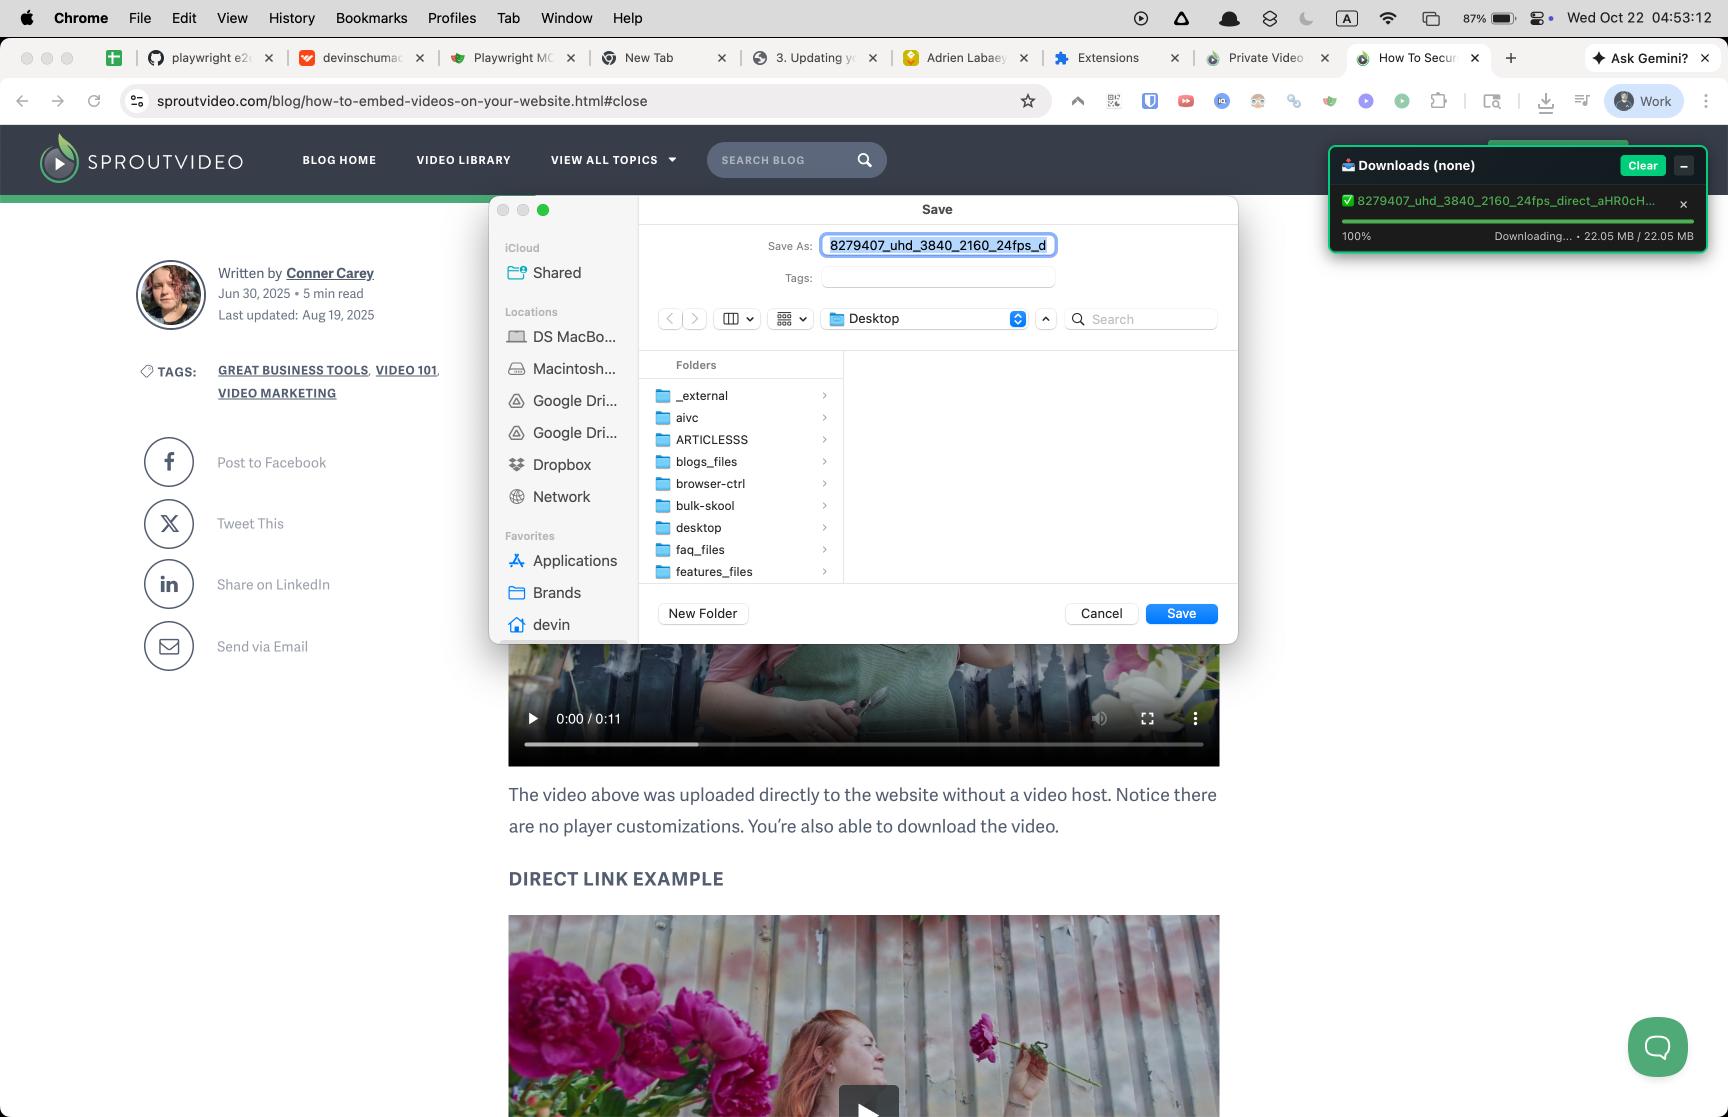 Chrome File Edit View History Bookmarks Profiles Tab Window Help A 87% Wed Oct 22 04:53:12
playwright e2e devinschumac Playwright MC New Tab 3. Updating yo Adrien Labaey Extensions Private Video How To Secur Ask Gemini?
sproutvideo.com/blog/how-to-embed-videos-on-your-website.html#close Work
SPROUTVIDEO BLOG HOME VIDEO LIBRARY VIEW ALL TOPICS SEARCH BLOG
Downloads (none) Clear
8279407_uhd_3840_2160_24fps_direct_aHR0cH...
100% Downloading... • 22.05 MB / 22.05 MB
Written by Conner Carey
Jun 30, 2025 • 5 min read
Last updated: Aug 19, 2025
TAGS: GREAT BUSINESS TOOLS, VIDEO 101,
VIDEO MARKETING
Post to Facebook
Tweet This
Share on LinkedIn
Send via Email
Save
Save As: 8279407_uhd_3840_2160_24fps_d
Tags:
Desktop
Search
iCloud
Shared
Locations
DS MacBo...
Macintosh...
Google Dri...
Google Dri...
Dropbox
Network
Favorites
Applications
Brands
devin
Folders
_external
aivc
ARTICLESSS
blogs_files
browser-ctrl
bulk-skool
desktop
faq_files
features_files
New Folder
Cancel
Save
0:00 / 0:11
The video above was uploaded directly to the website without a video host. Notice there
are no player customizations. You’re also able to download the video.
DIRECT LINK EXAMPLE